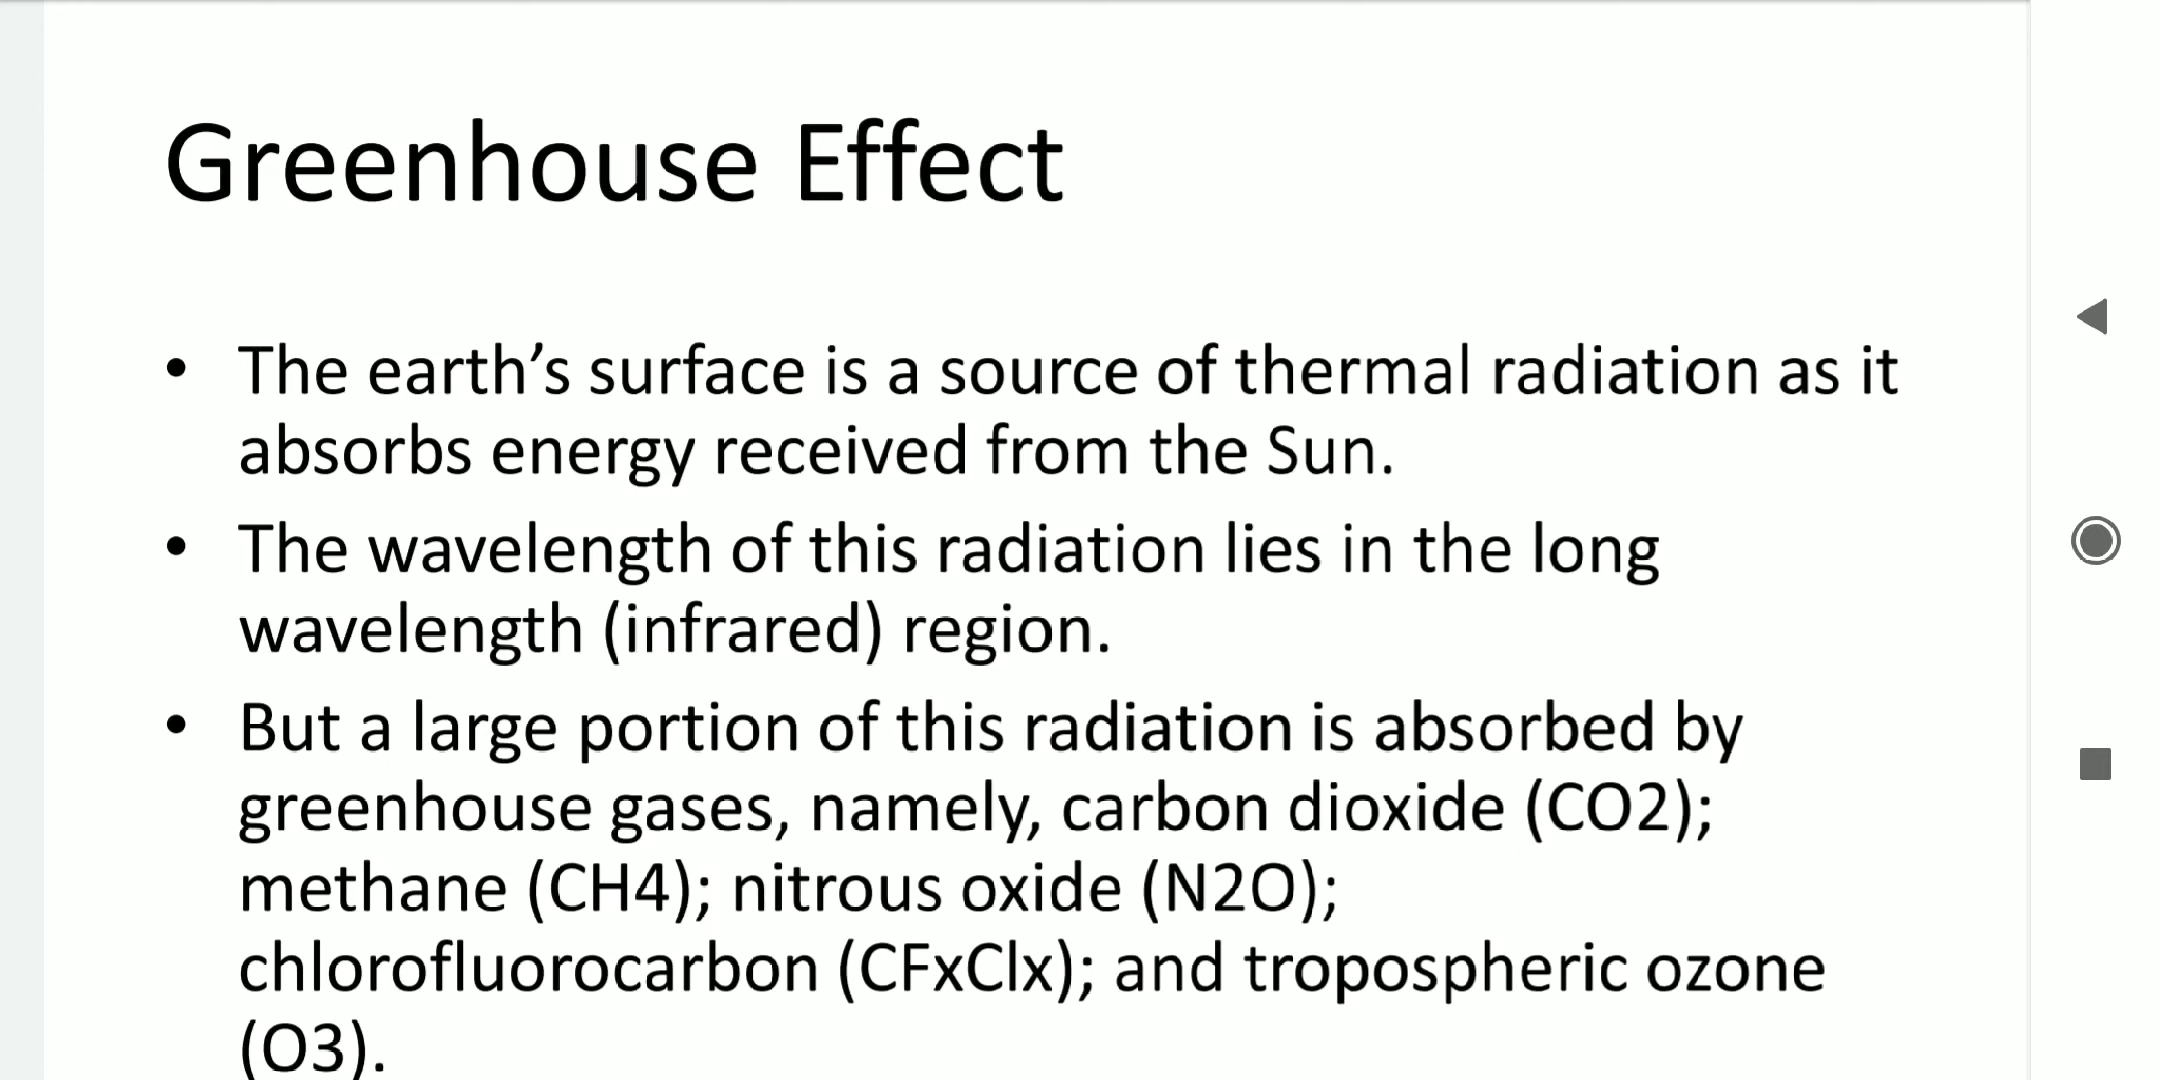 Greenhouse Effect
• The earth’s surface is a source of thermal radiation as it
absorbs energy received from the Sun.
• The wavelength of this radiation lies in the long
wavelength (infrared) region.
• But a large portion of this radiation is absorbed by
greenhouse gases, namely, carbon dioxide (CO2);
methane (CH4); nitrous oxide (N2O);
chlorofluorocarbon (CFxClx); and tropospheric ozone
(O3).